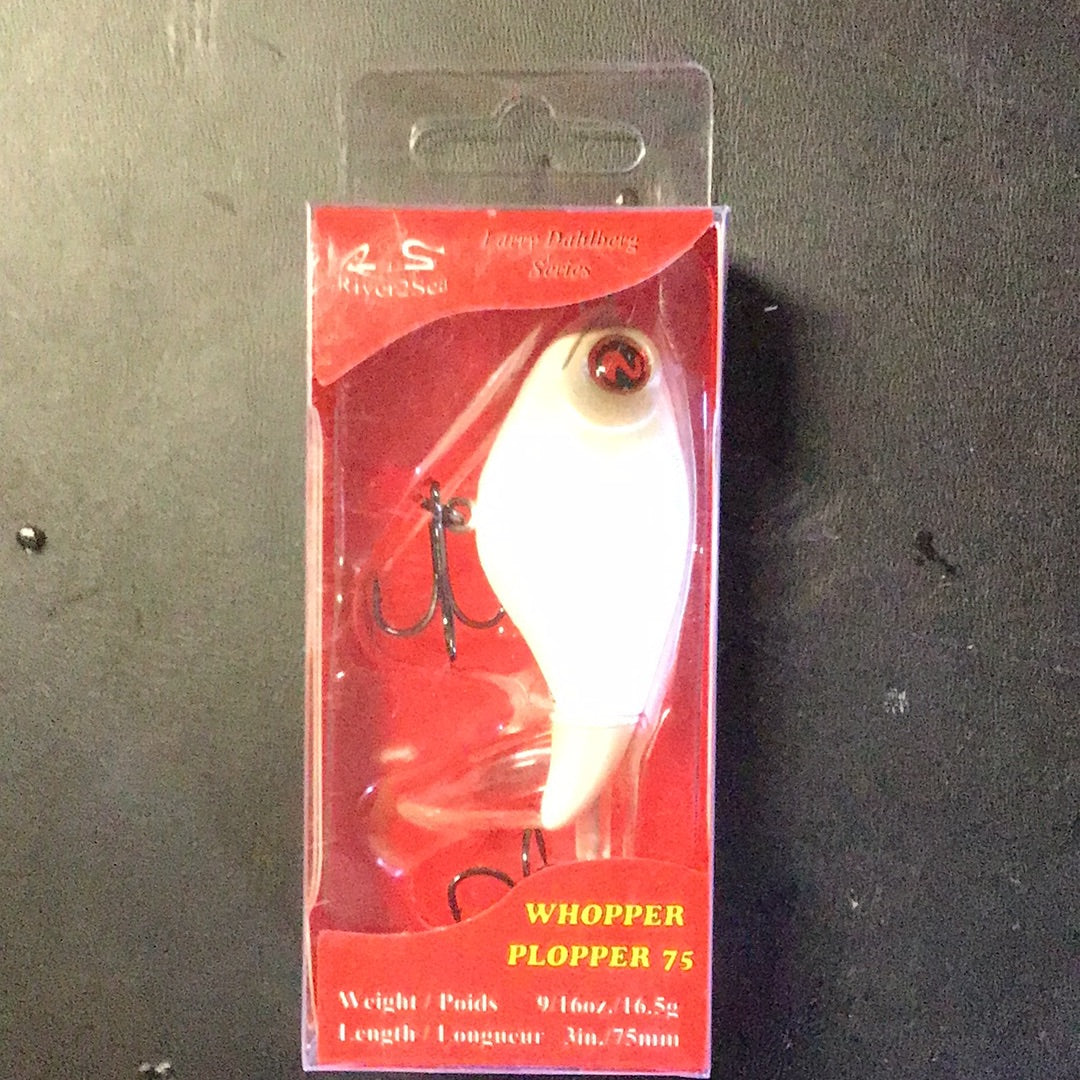 River2Sea
Larry Dahlberg
Series
WHOPPER
PLOPPER 75
Weight / Poids 9/16oz./16.5g
Length / Longueur 3in./75mm